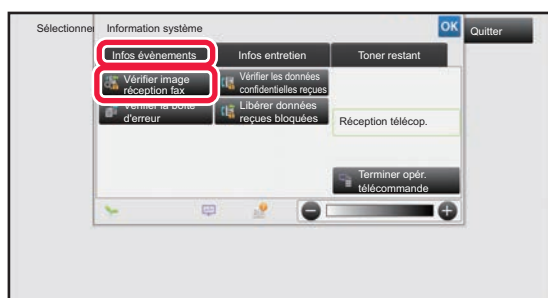 Sélectionne
Information système
OK
Quitter
Infos évènements
Infos entretien
Toner restant
Vérifier image
réception fax
Vérifier les données
confidentielles reçues
Vérifier la boîte
d'erreur
Libérer données
reçues bloquées
Réception télécop.
Terminer opér.
télécommande